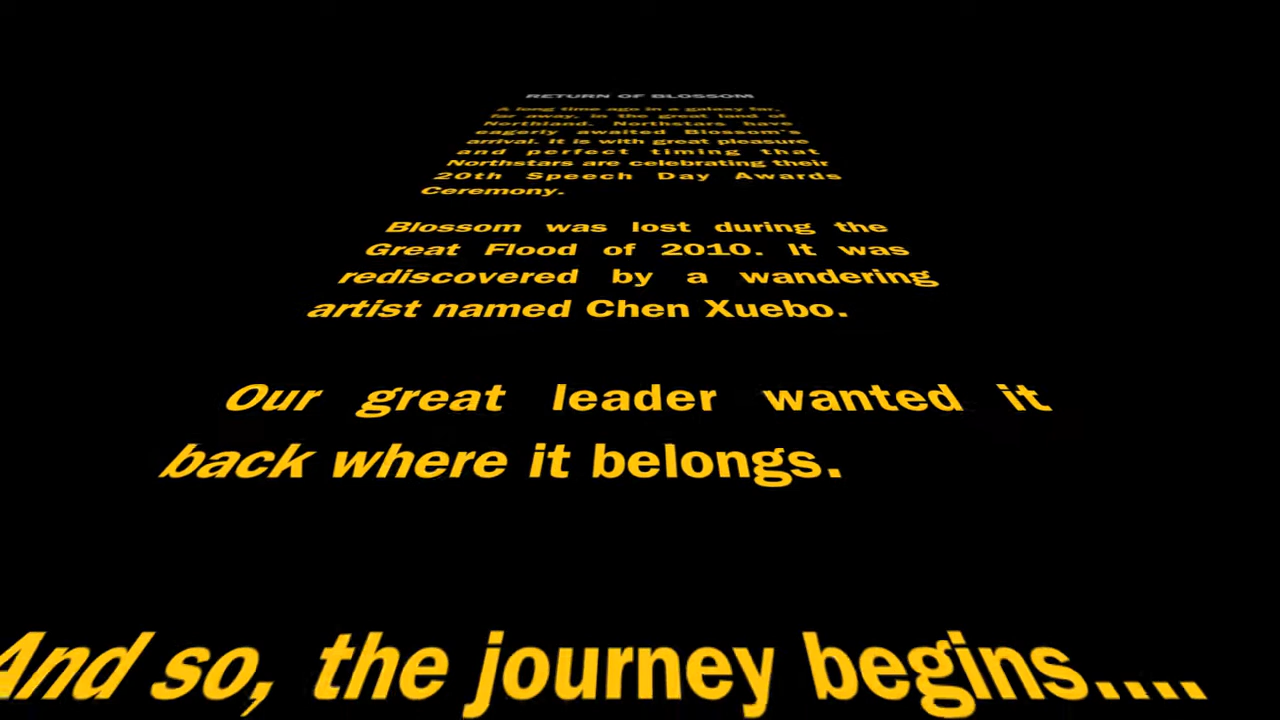 RETURN OF BLOSSOM
A long time ago in a galaxy far,
far away, in the great land of
Northland. Northstars have
eagerly awaited Blossom's
arrival. It is with great pleasure
and perfect timing that
Northstars are celebrating their
20th Speech Day Awards
Ceremony.
Blossom was lost during the
Great Flood of 2010. It was
rediscovered by a wandering
artist named Chen Xuebo.
Our great leader wanted it
back where it belongs.
And so, the journey begins....